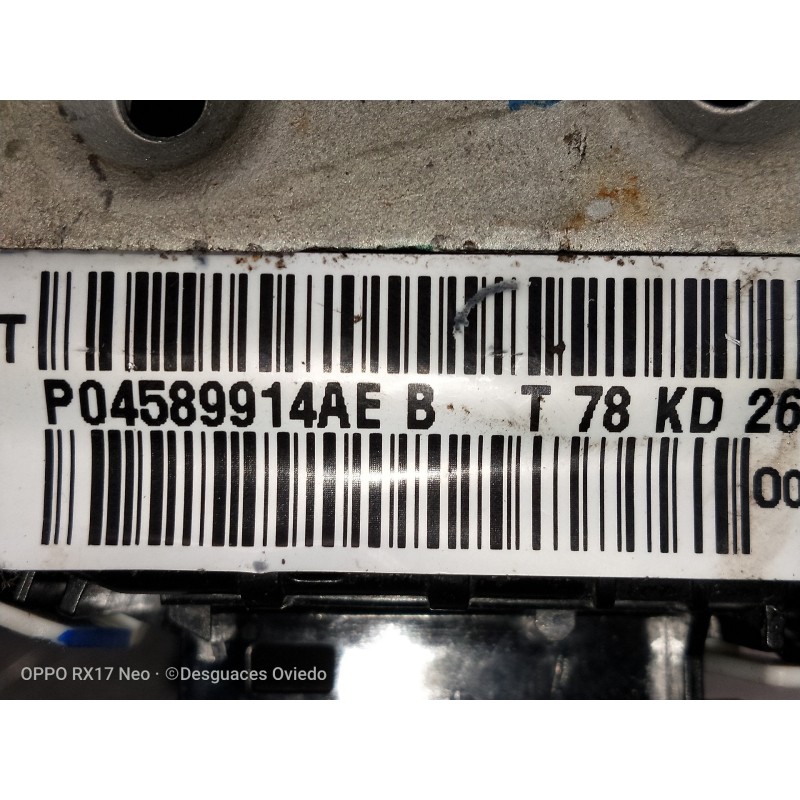 T
P04589914AE B T 78 KD 26
00
OPPO RX17 Neo · ©Desguaces Oviedo